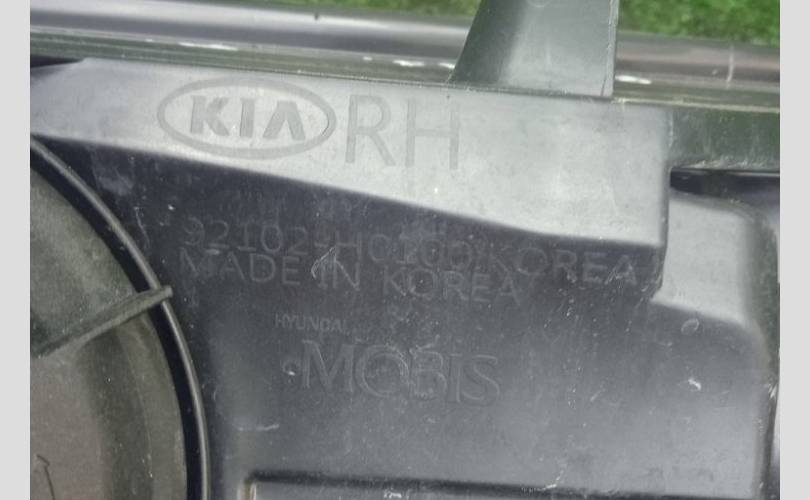 KIA RH
92102-H0100/KOREA
MADE IN KOREA
HYUNDAI
MOBIS